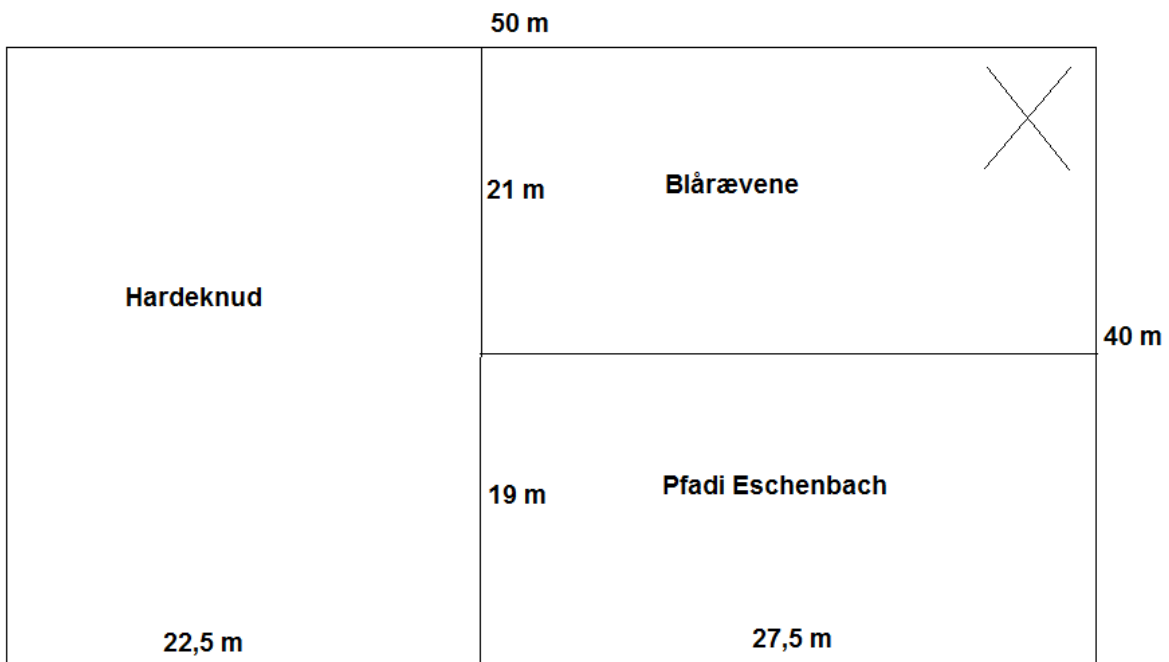 50 m
21 m
Blårævene
Hardeknud
40 m
19 m
Pfadi Eschenbach
22,5 m
27,5 m